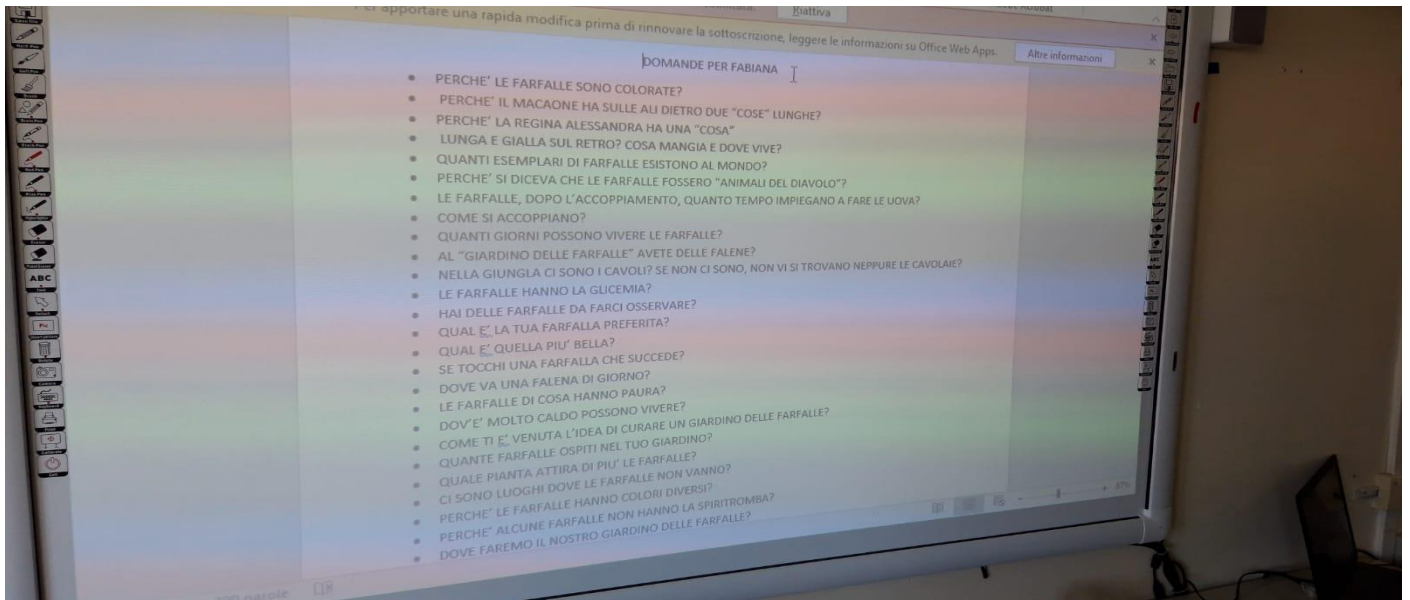 Per apportare una rapida modifica prima di rinnovare la sottoscrizione, leggere le informazioni su Office Web Apps.
Riattiva
Acrobat
Altre informazioni
DOMANDE PER FABIANA
PERCHE' LE FARFALLE SONO COLORATE?
PERCHE' IL MACAONE HA SULLE ALI DIETRO DUE "COSE" LUNGHE?
PERCHE' LA REGINA ALESSANDRA HA UNA "COSA"
LUNGA E GIALLA SUL RETRO? COSA MANGIA E DOVE VIVE?
QUANTI ESEMPLARI DI FARFALLE ESISTONO AL MONDO?
PERCHE' SI DICEVA CHE LE FARFALLE FOSSERO "ANIMALI DEL DIAVOLO"?
LE FARFALLE, DOPO L'ACCOPPIAMENTO, QUANTO TEMPO IMPIEGANO A FARE LE UOVA?
COME SI ACCOPPIANO?
QUANTI GIORNI POSSONO VIVERE LE FARFALLE?
AL "GIARDINO DELLE FARFALLE" AVETE DELLE FALENE?
NELLA GIUNGLA CI SONO I CAVOLI? SE NON CI SONO, NON VI SI TROVANO NEPPURE LE CAVOLAIE?
LE FARFALLE HANNO LA GLICEMIA?
HAI DELLE FARFALLE DA FARCI OSSERVARE?
QUAL E' LA TUA FARFALLA PREFERITA?
QUAL E' QUELLA PIU' BELLA?
SE TOCCHI UNA FARFALLA CHE SUCCEDE?
DOVE VA UNA FALENA DI GIORNO?
LE FARFALLE DI COSA HANNO PAURA?
DOV'E' MOLTO CALDO POSSONO VIVERE?
COME TI E' VENUTA L'IDEA DI CURARE UN GIARDINO DELLE FARFALLE?
QUANTE FARFALLE OSPITI NEL TUO GIARDINO?
QUALE PIANTA ATTIRA DI PIU' LE FARFALLE?
CI SONO LUOGHI DOVE LE FARFALLE NON VANNO?
PERCHE' LE FARFALLE HANNO COLORI DIVERSI?
PERCHE' ALCUNE FARFALLE NON HANNO LA SPIRITROMBA?
DOVE FAREMO IL NOSTRO GIARDINO DELLE FARFALLE?
parole
87%
ABC